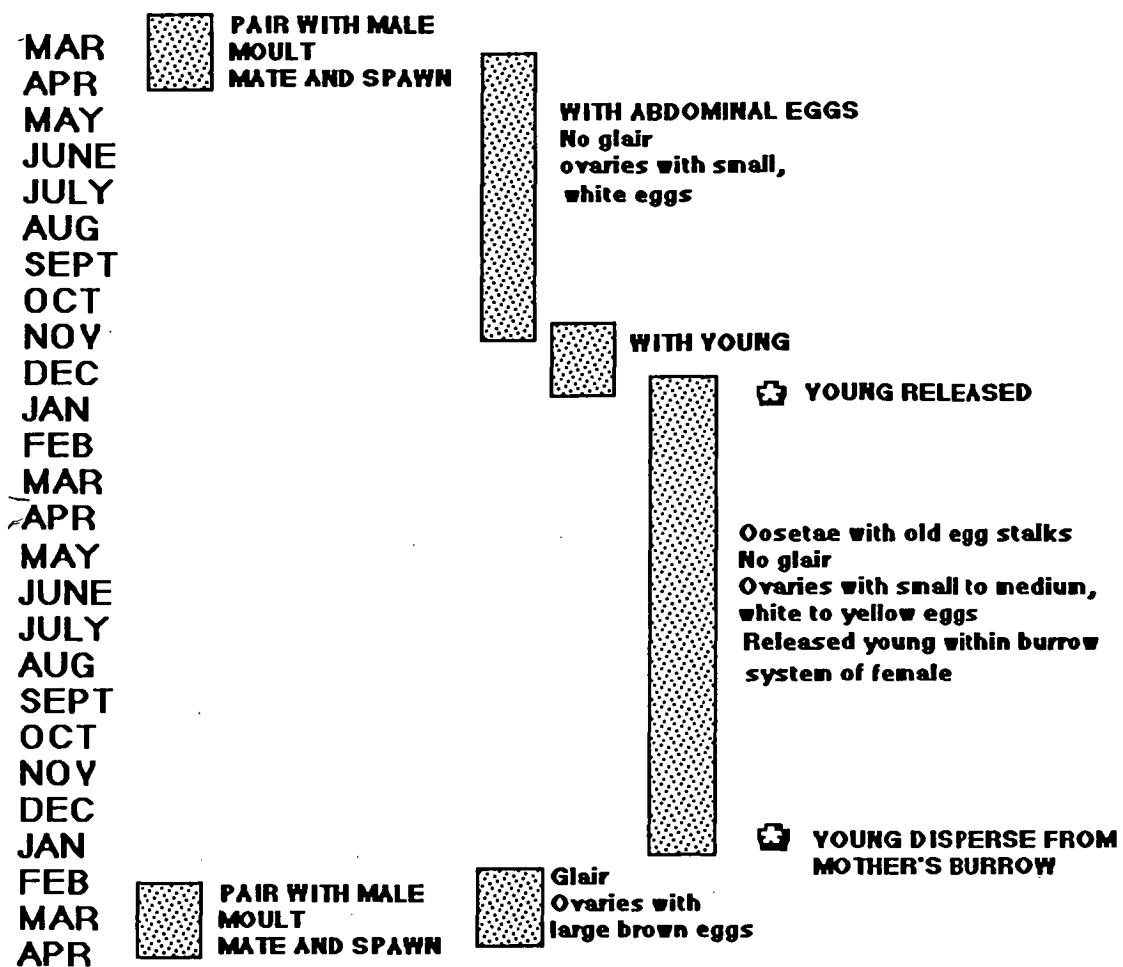 MAR
APR
MAY
JUNE
JULY
AUG
SEPT
OCT
NOV
DEC
JAN
FEB
MAR
APR
MAY
JUNE
JULY
AUG
SEPT
OCT
NOV
DEC
JAN
FEB
MAR
APR
PAIR WITH MALE
MOULT
MATE AND SPAWN
WITH ABDOMINAL EGGS
No glair
ovaries with small,
white eggs
WITH YOUNG
YOUNG RELEASED
Oosetae with old egg stalks
No glair
Ovaries with small to medium,
white to yellow eggs
Released young within burrow
system of female
YOUNG DISPERSE FROM
MOTHER'S BURROW
PAIR WITH MALE
MOULT
MATE AND SPAWN
Glair
Ovaries with
large brown eggs